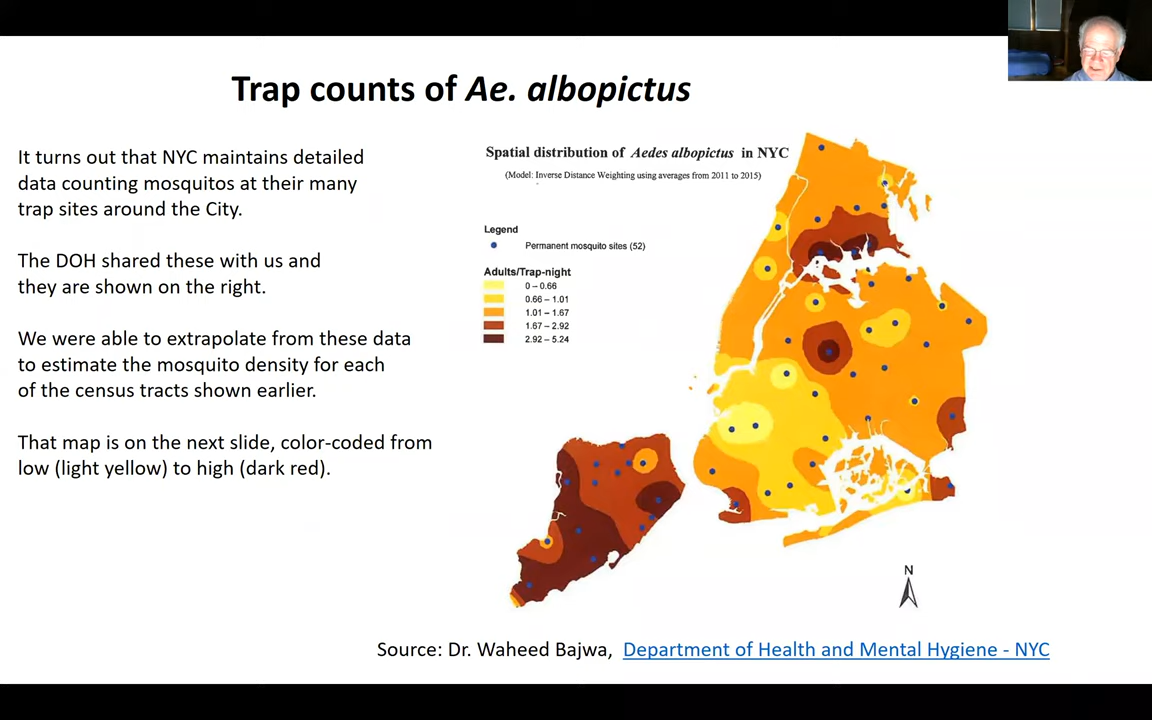 Trap counts of Ae. albopictus
It turns out that NYC maintains detailed
data counting mosquitos at their many
trap sites around the City.
The DOH shared these with us and
they are shown on the right.
We were able to extrapolate from these data
to estimate the mosquito density for each
of the census tracts shown earlier.
That map is on the next slide, color-coded from
low (light yellow) to high (dark red).
Spatial distribution of Aedes albopictus in NYC
(Model: Inverse Distance Weighting using averages from 2011 to 2015)
Legend
Permanent mosquito sites (52)
Adults/Trap-night
0 – 0.66
0.66 – 1.01
1.01 – 1.67
1.67 – 2.92
2.92 – 5.24
N
Source: Dr. Waheed Bajwa, Department of Health and Mental Hygiene - NYC